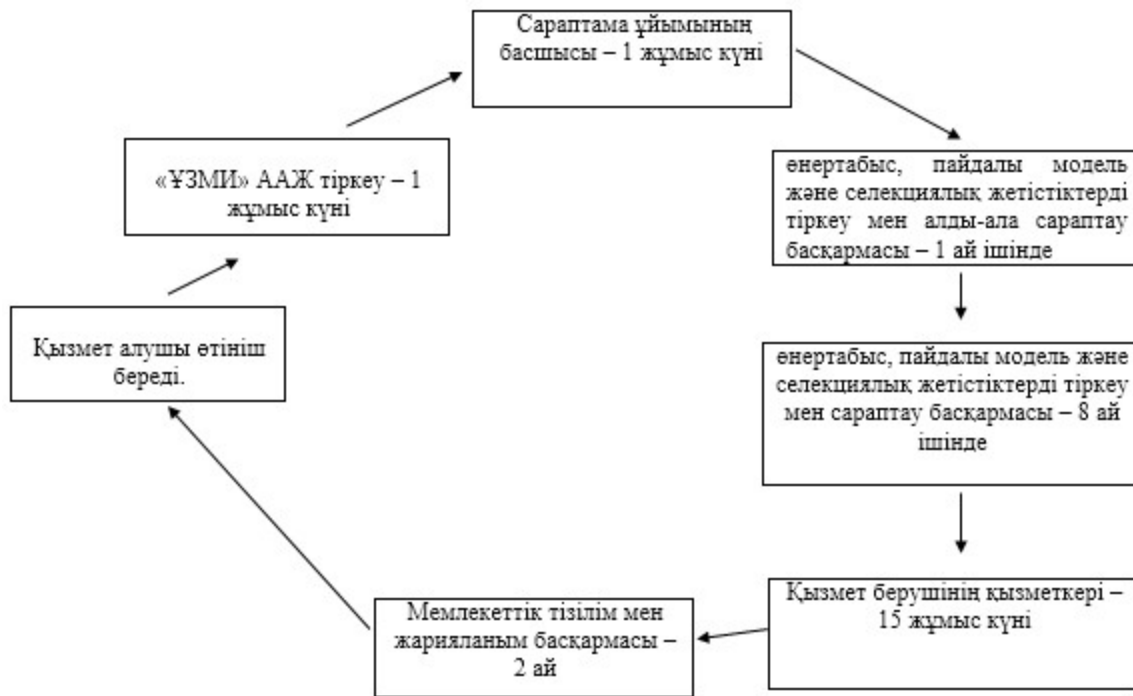 Сараптама ұйымының
басшысы – 1 жұмыс күні
«ҰЗМИ» ААЖ тіркеу – 1
жұмыс күні
өнертабыс, пайдалы модель
және селекциялық жетістіктерді
тіркеу мен алды-ала сараптау
басқармасы – 1 ай ішінде
Қызмет алушы өтініш
береді.
өнертабыс, пайдалы модель және
селекциялық жетістіктерді тіркеу
мен сараптау басқармасы – 8 ай
ішінде
Қызмет берушінің қызметкері –
15 жұмыс күні
Мемлекеттік тізілім мен
жарияланым басқармасы –
2 ай